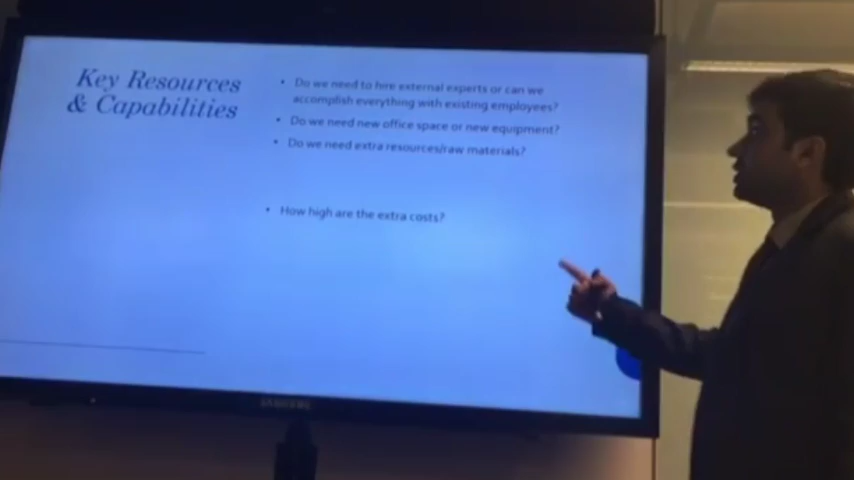 Key Resources
& Capabilities
• Do we need to hire external experts or can we
accomplish everything with existing employees?
• Do we need new office space or new equipment?
• Do we need extra resources/raw materials?
• How high are the extra costs?
SAMSUNG